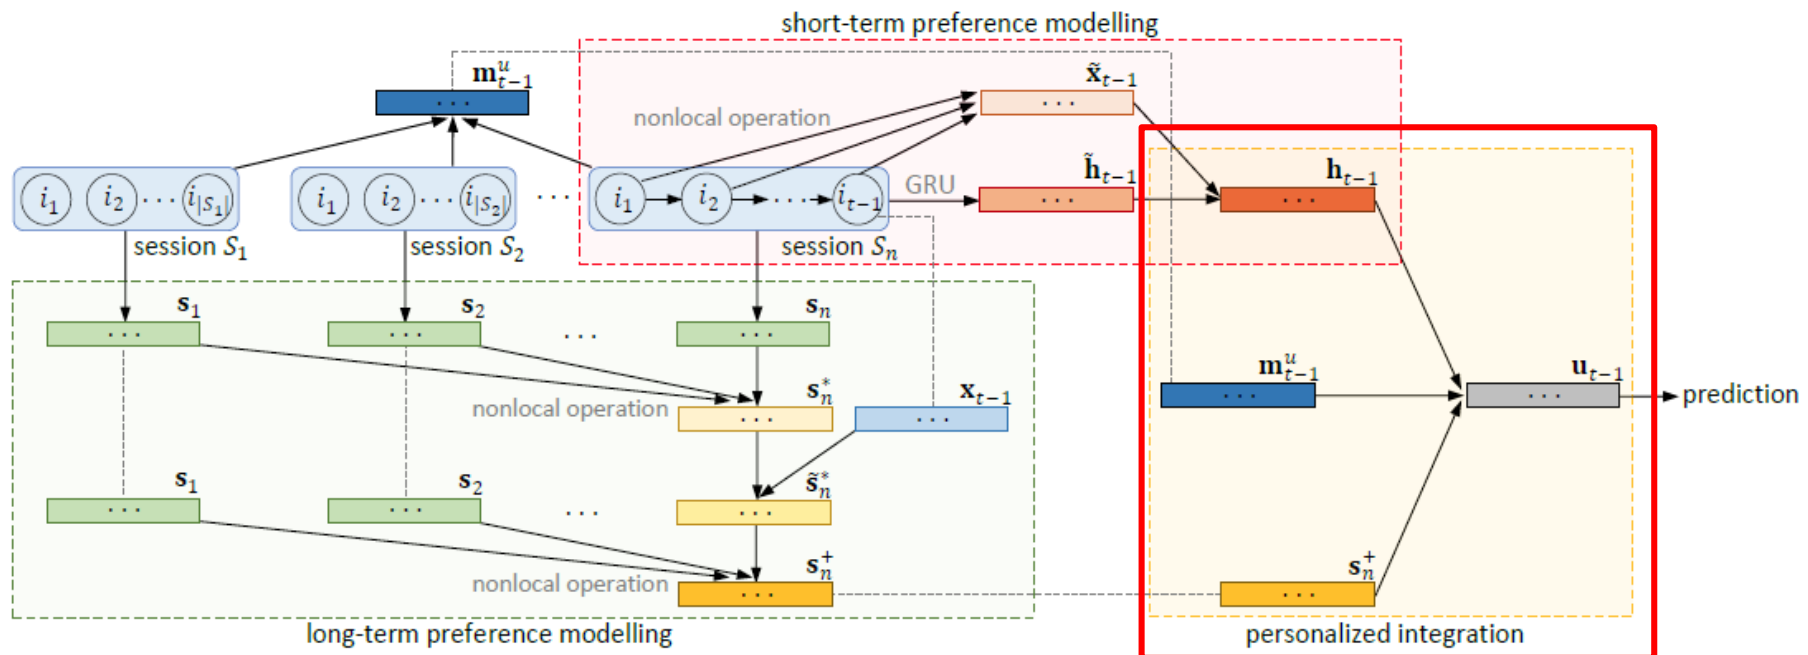 short-term preference modelling
m^u_{t−1}
· · ·
nonlocal operation
x̃_{t−1}
· · ·
i_1 i_2 · · · i_{|S_1|}
session S_1
i_1 i_2 · · · i_{|S_2|}
session S_2
· · ·
i_1 i_2 · · · i_{t−1}
session S_n
GRU
h̃_{t−1}
· · ·
h_{t−1}
· · ·
s_1
· · ·
s_2
· · ·
· · ·
s_n
· · ·
nonlocal operation
s^*_n
· · ·
x_{t−1}
· · ·
s_1
· · ·
s_2
· · ·
· · ·
s̃^*_n
· · ·
nonlocal operation
s^+_n
· · ·
long-term preference modelling
m^u_{t−1}
· · ·
u_{t−1}
· · ·
prediction
s^+_n
· · ·
personalized integration